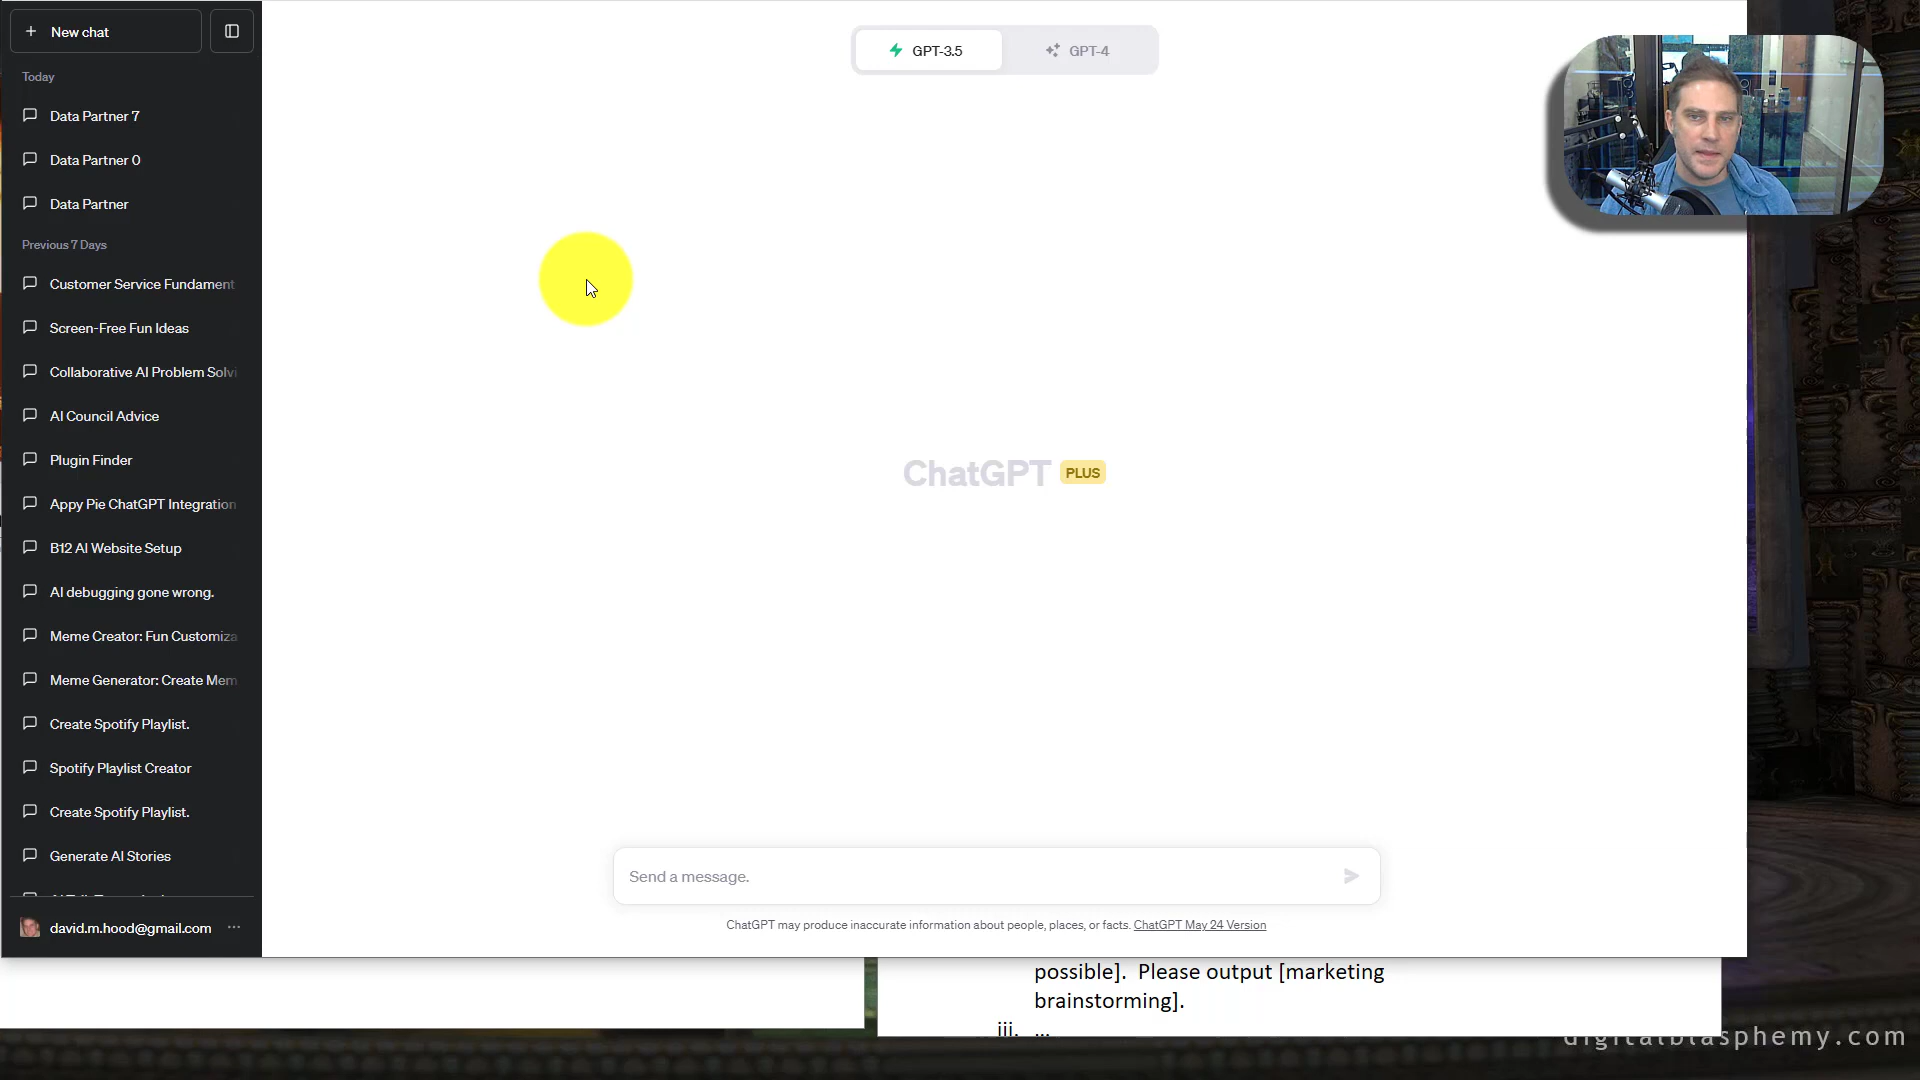 New chat
GPT-3.5
GPT-4
Today
Data Partner 7
Data Partner 0
Data Partner
Previous 7 Days
Customer Service Fundament
Screen-Free Fun Ideas
Collaborative AI Problem Solvi
AI Council Advice
Plugin Finder
Appy Pie ChatGPT Integration
B12 AI Website Setup
AI debugging gone wrong.
Meme Creator: Fun Customiza
Meme Generator: Create Mem
Create Spotify Playlist.
Spotify Playlist Creator
Create Spotify Playlist.
Generate AI Stories
david.m.hood@gmail.com
ChatGPT PLUS
Send a message.
ChatGPT may produce inaccurate information about people, places, or facts. ChatGPT May 24 Version
possible]. Please output [marketing
brainstorming].
iii. ...
digitalblasphemy.com